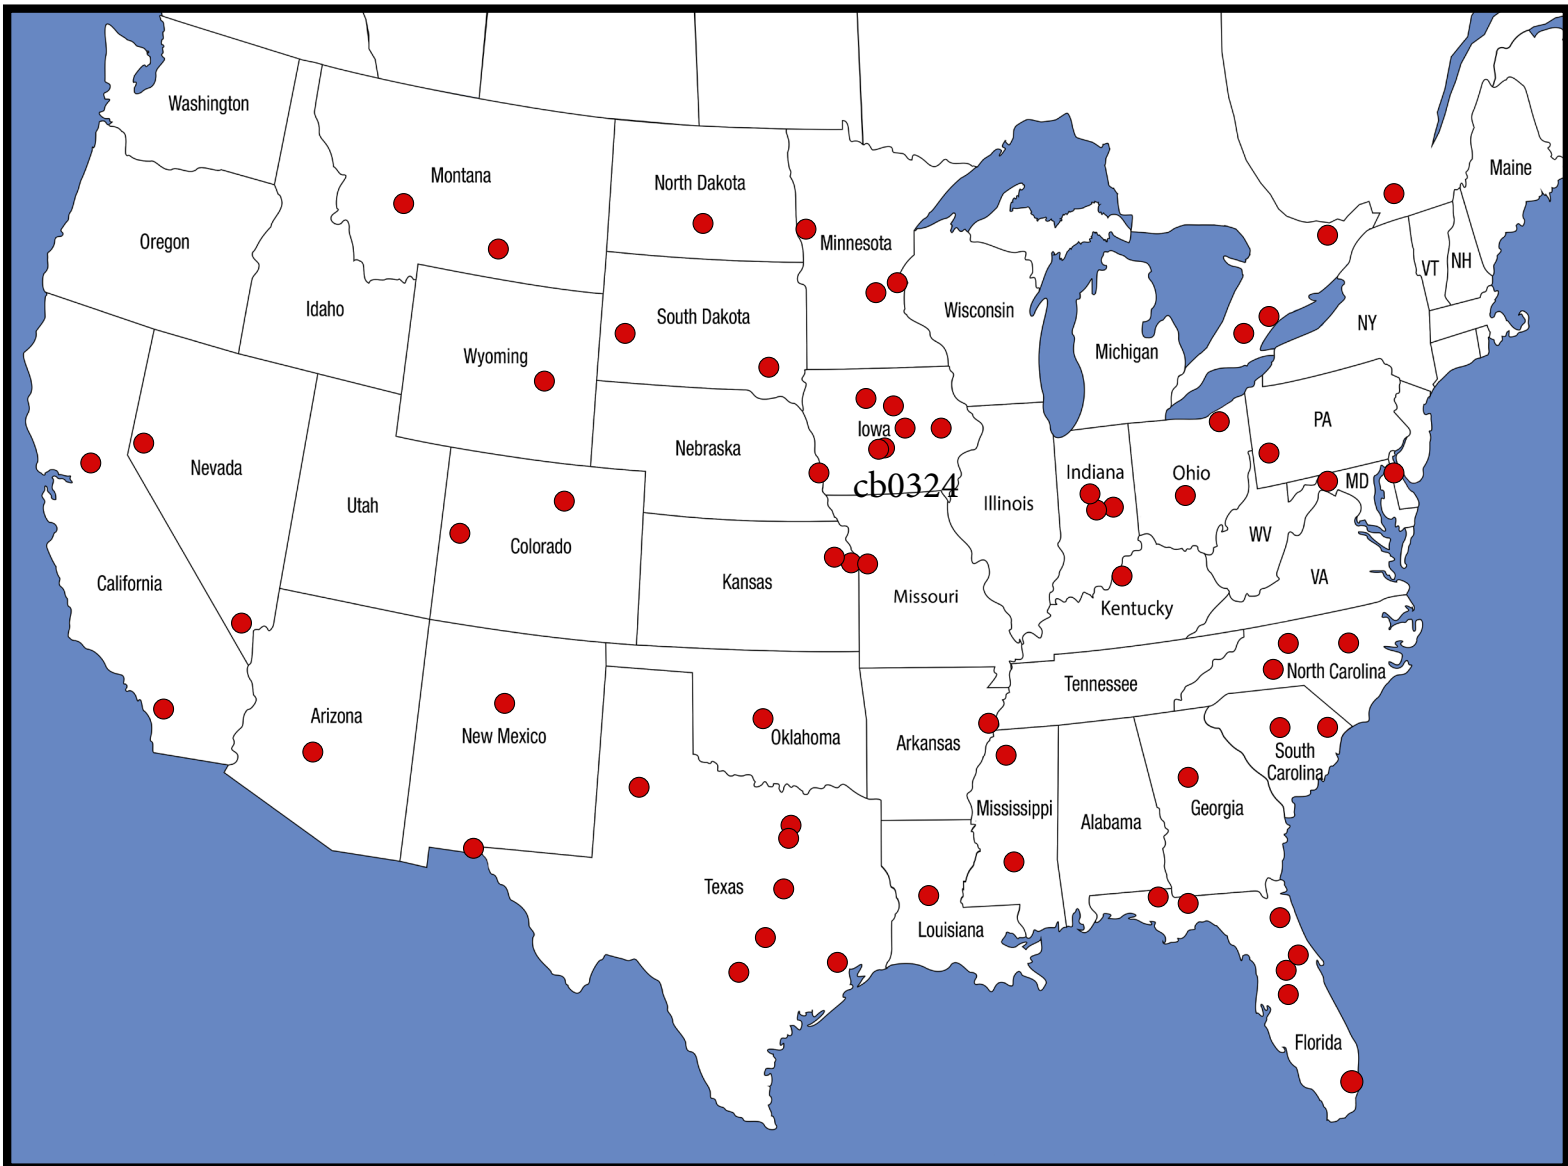 Washington
Montana
North Dakota
Maine
Oregon
Minnesota
VT
NH
Idaho
Wisconsin
South Dakota
NY
Wyoming
Michigan
PA
Iowa
Nebraska
Nevada
Indiana
Ohio
MD
cb0324
Utah
Illinois
Colorado
WV
California
Kansas
VA
Missouri
Kentucky
North Carolina
Tennessee
Arizona
New Mexico
Oklahoma
Arkansas
South
Carolina
Mississippi
Georgia
Alabama
Texas
Louisiana
Florida